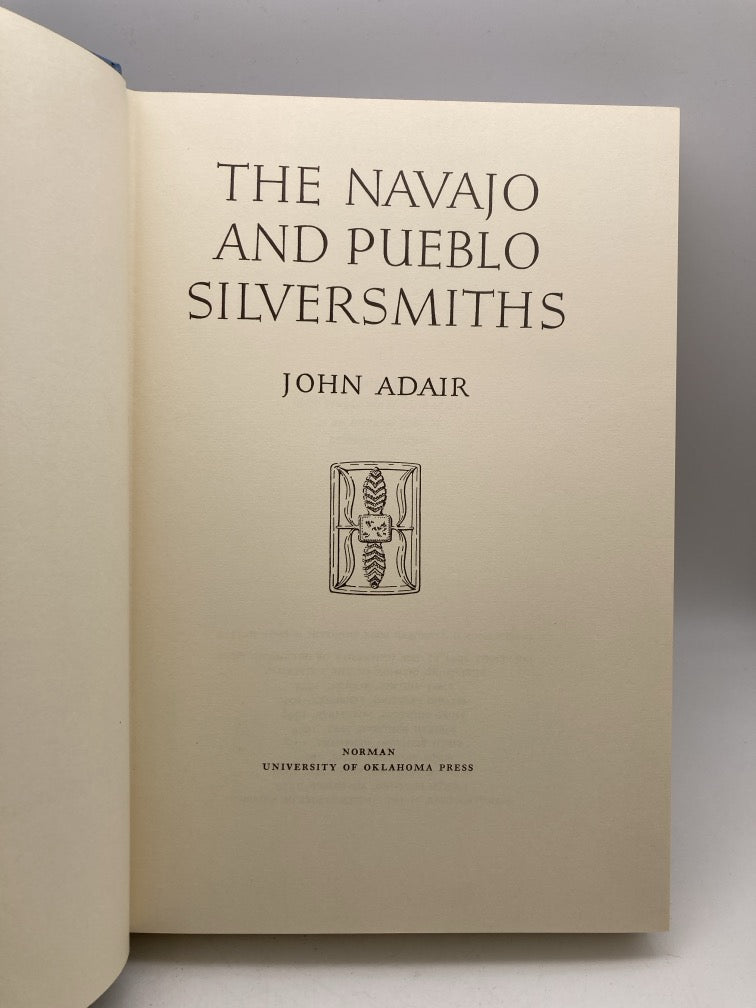 THE NAVAJO
AND PUEBLO
SILVERSMITHS
JOHN ADAIR
NORMAN
UNIVERSITY OF OKLAHOMA PRESS